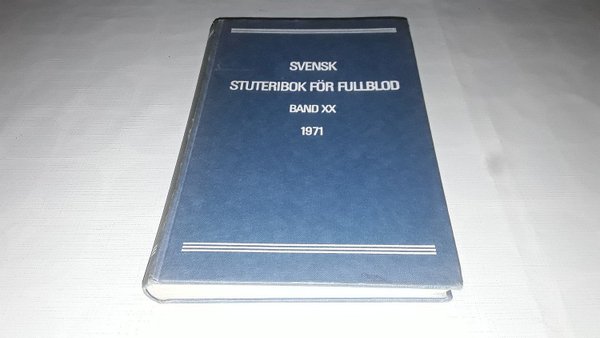 SVENSK
STUTERIBOK FÖR FULLBLOD
BAND XX
1971